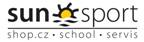 sun sport
shop.cz • school • servis